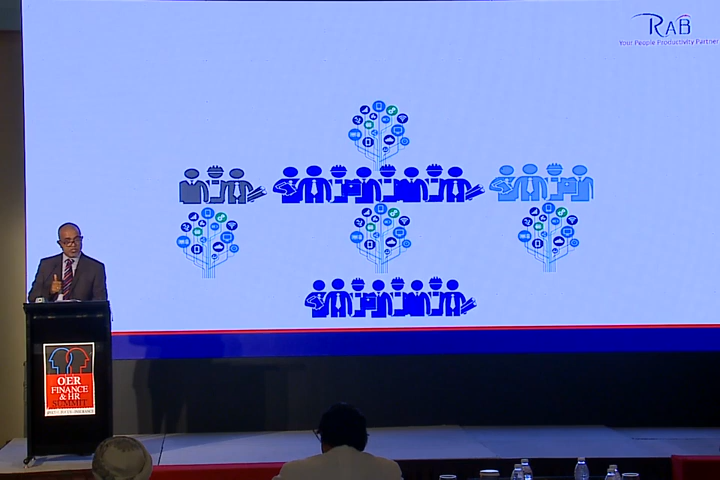 RAB
Your People Productivity Partner
OER
FINANCE
& HR
SUMMIT